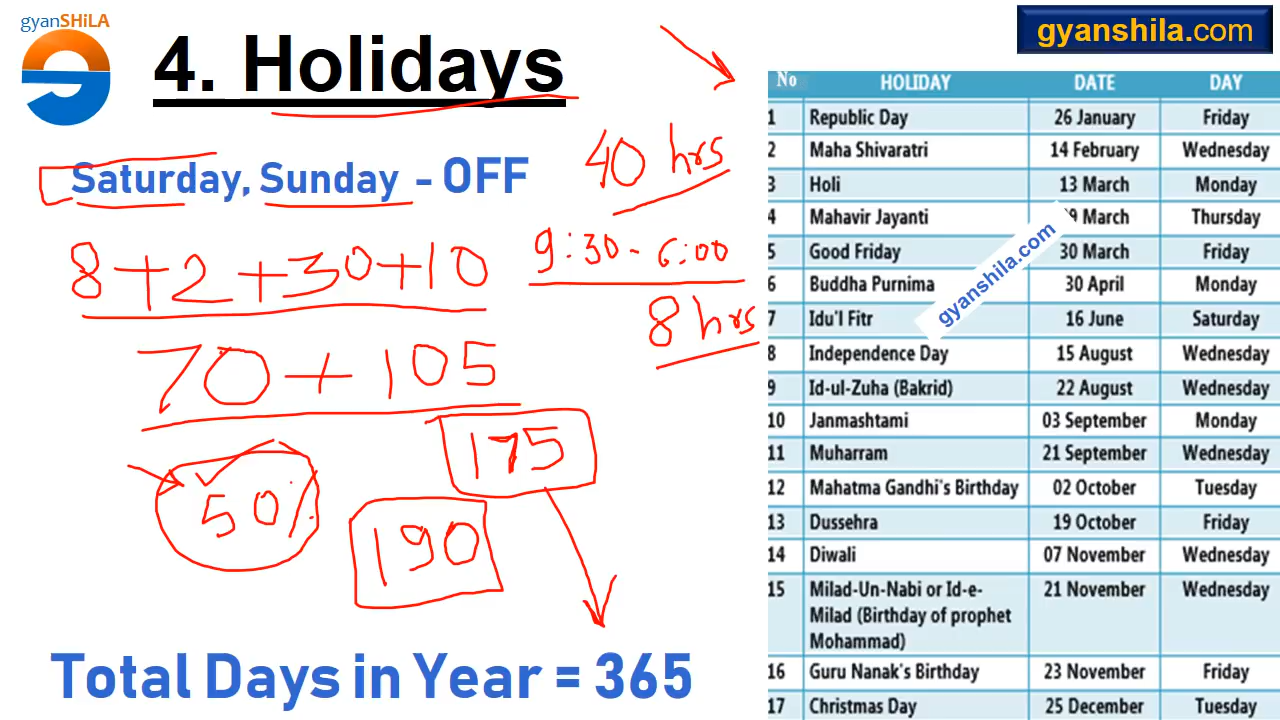 gyanSHiLA
4. Holidays
gyanshila.com
Saturday, Sunday - OFF
40 hrs
8+2+30+10
9:30 - 6:00
8 hrs
70+105
175
50%
190
Total Days in Year = 365
No HOLIDAY DATE DAY
1 Republic Day 26 January Friday
2 Maha Shivaratri 14 February Wednesday
3 Holi 13 March Monday
4 Mahavir Jayanti 9 March Thursday
5 Good Friday 30 March Friday
6 Buddha Purnima 30 April Monday
7 Idu'l Fitr 16 June Saturday
8 Independence Day 15 August Wednesday
9 Id-ul-Zuha (Bakrid) 22 August Wednesday
10 Janmashtami 03 September Monday
11 Muharram 21 September Wednesday
12 Mahatma Gandhi's Birthday 02 October Tuesday
13 Dussehra 19 October Friday
14 Diwali 07 November Wednesday
15 Milad-Un-Nabi or Id-e- 21 November Wednesday
Milad (Birthday of prophet
Mohammad)
16 Guru Nanak's Birthday 23 November Friday
17 Christmas Day 25 December Tuesday
gyanshila.com